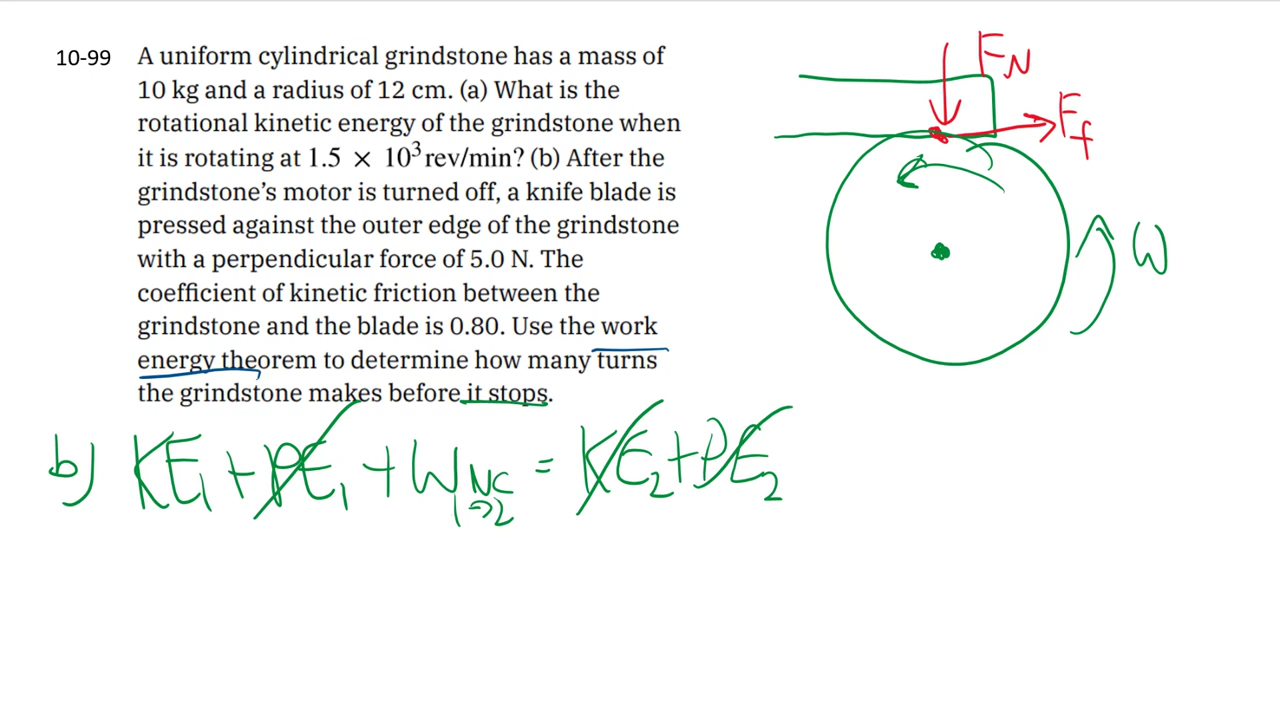 10-99 A uniform cylindrical grindstone has a mass of
10 kg and a radius of 12 cm. (a) What is the
rotational kinetic energy of the grindstone when
it is rotating at 1.5 × 10³ rev/min? (b) After the
grindstone's motor is turned off, a knife blade is
pressed against the outer edge of the grindstone
with a perpendicular force of 5.0 N. The
coefficient of kinetic friction between the
grindstone and the blade is 0.80. Use the work
energy theorem to determine how many turns
the grindstone makes before it stops.
F_N
F_f
ω
b) KE₁ + PE₁ + W_NC 1→2 = KE₂ + PE₂